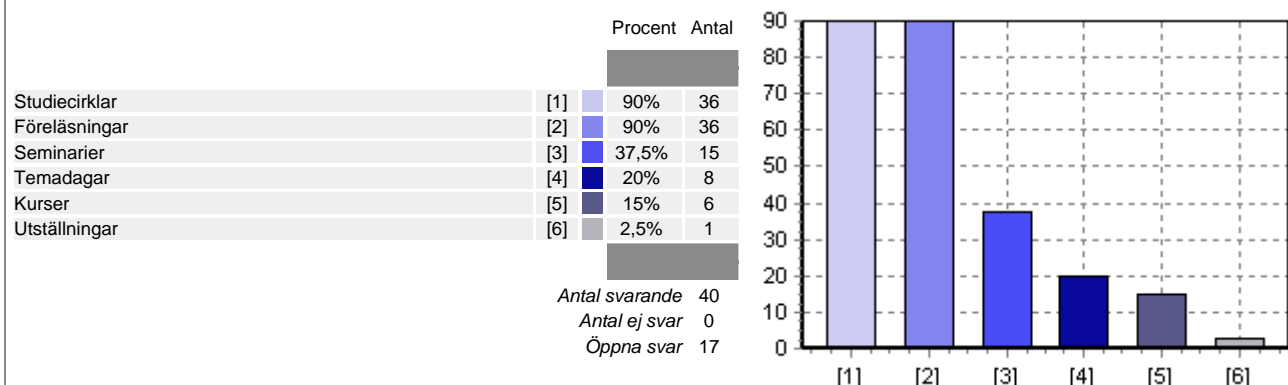 Procent Antal
Studiecirklar [1] 90% 36
Föreläsningar [2] 90% 36
Seminarier [3] 37,5% 15
Temadagar [4] 20% 8
Kurser [5] 15% 6
Utställningar [6] 2,5% 1
Antal svarande 40
Antal ej svar 0
Öppna svar 17
90
80
70
60
50
40
30
20
10
0
[1] [2] [3] [4] [5] [6]